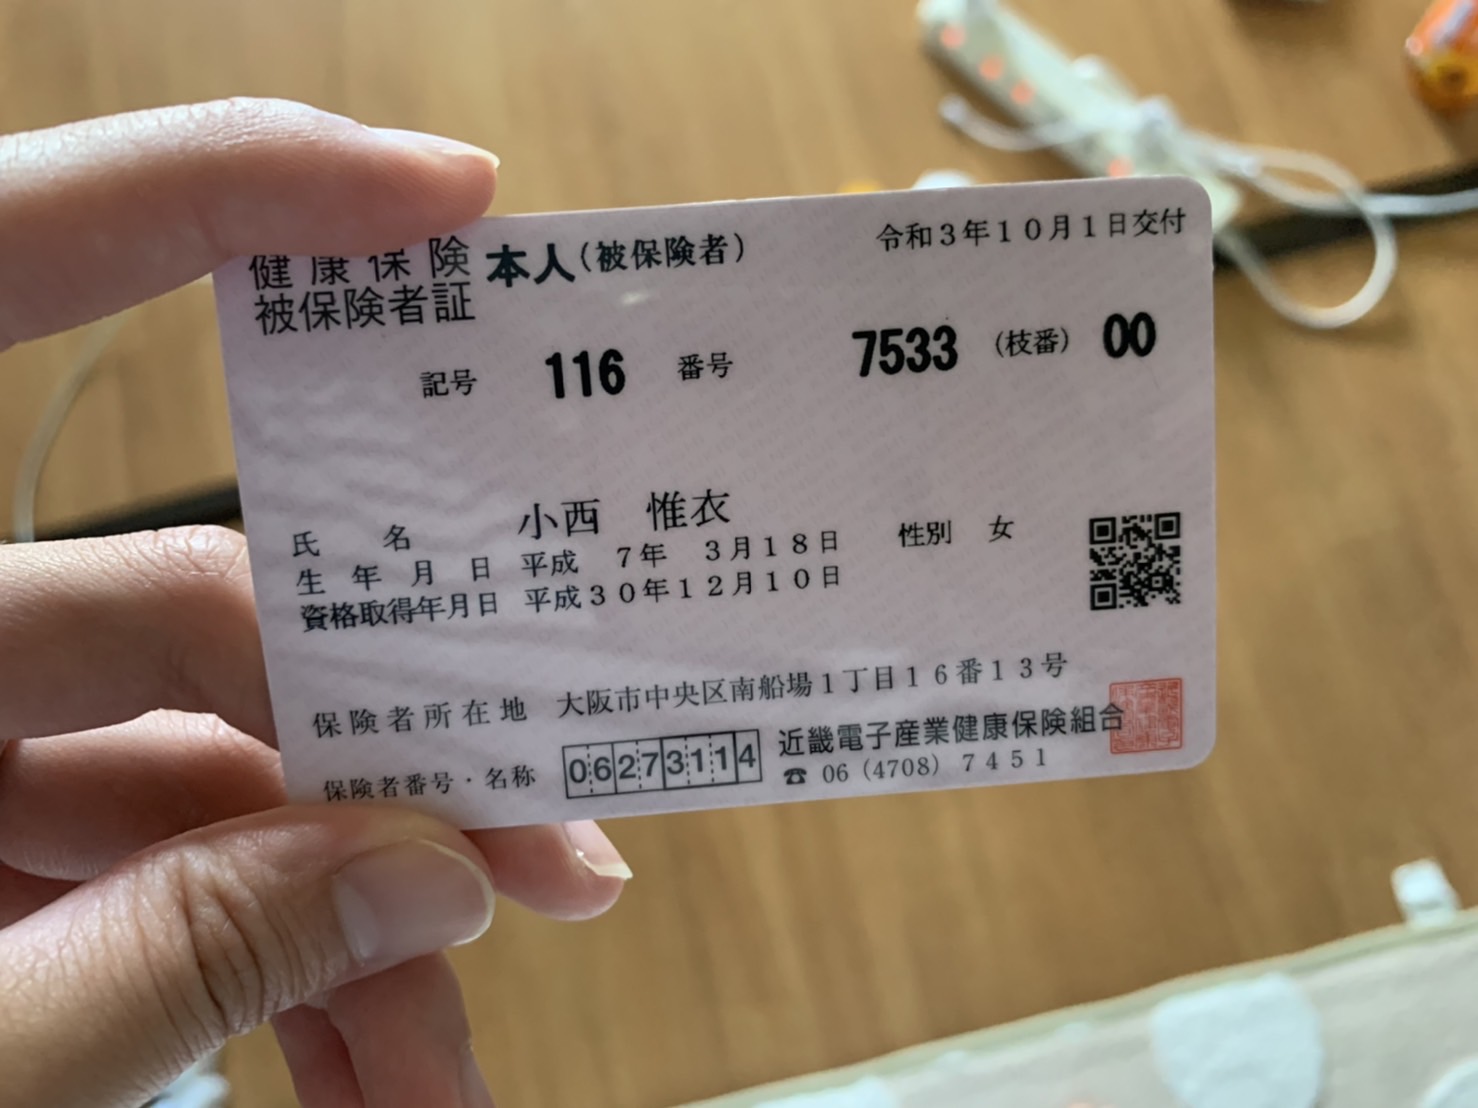 健康保険 本人(被保険者) 令和3年10月1日交付
被保険者証
記号 116 番号 7533 (枝番) 00
氏名 小西 惟衣
生年月日 平成 7年 3月18日 性別 女
資格取得年月日 平成30年12月10日
保険者所在地 大阪市中央区南船場1丁目16番13号
保険者番号・名称 06273114 近畿電子産業健康保険組合
☎ 06(4708)7451